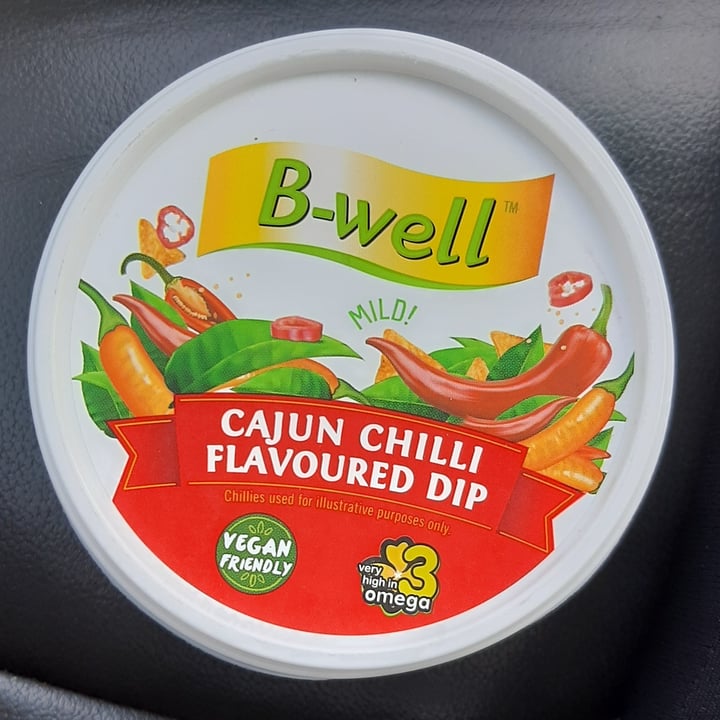 B-well™
MILD!
CAJUN CHILLI
FLAVOURED DIP
Chillies used for illustrative purposes only.
VEGAN
FRIENDLY
very
high in
omega 3